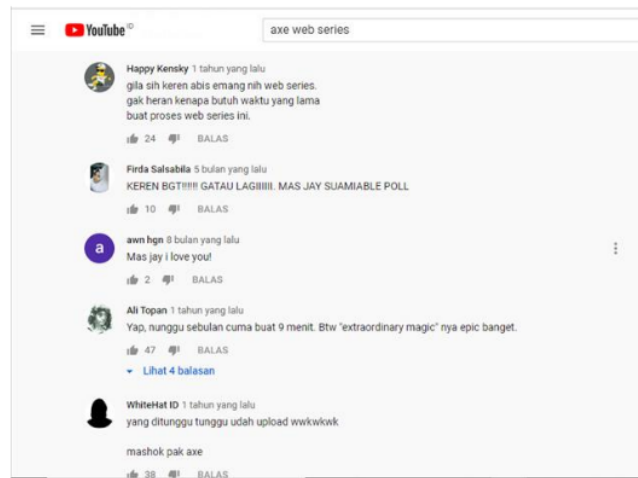 YouTube ID
axe web series
Happy Kensky 1 tahun yang lalu
gila sih keren abis emang nih web series.
gak heran kenapa butuh waktu yang lama
buat proses web series ini.
24 BALAS
Firda Salsabila 5 bulan yang lalu
KEREN BGT!!!!!! GATAU LAGIIIIII. MAS JAY SUAMIABLE POLL
10 BALAS
a
awn hgn 8 bulan yang lalu
Mas jay i love you!
2 BALAS
Ali Topan 1 tahun yang lalu
Yap, nunggu sebulan cuma buat 9 menit. Btw "extraordinary magic" nya epic banget.
47 BALAS
Lihat 4 balasan
WhiteHat ID 1 tahun yang lalu
yang ditunggu tunggu udah upload wwkwkwk
mashok pak axe
38 BALAS